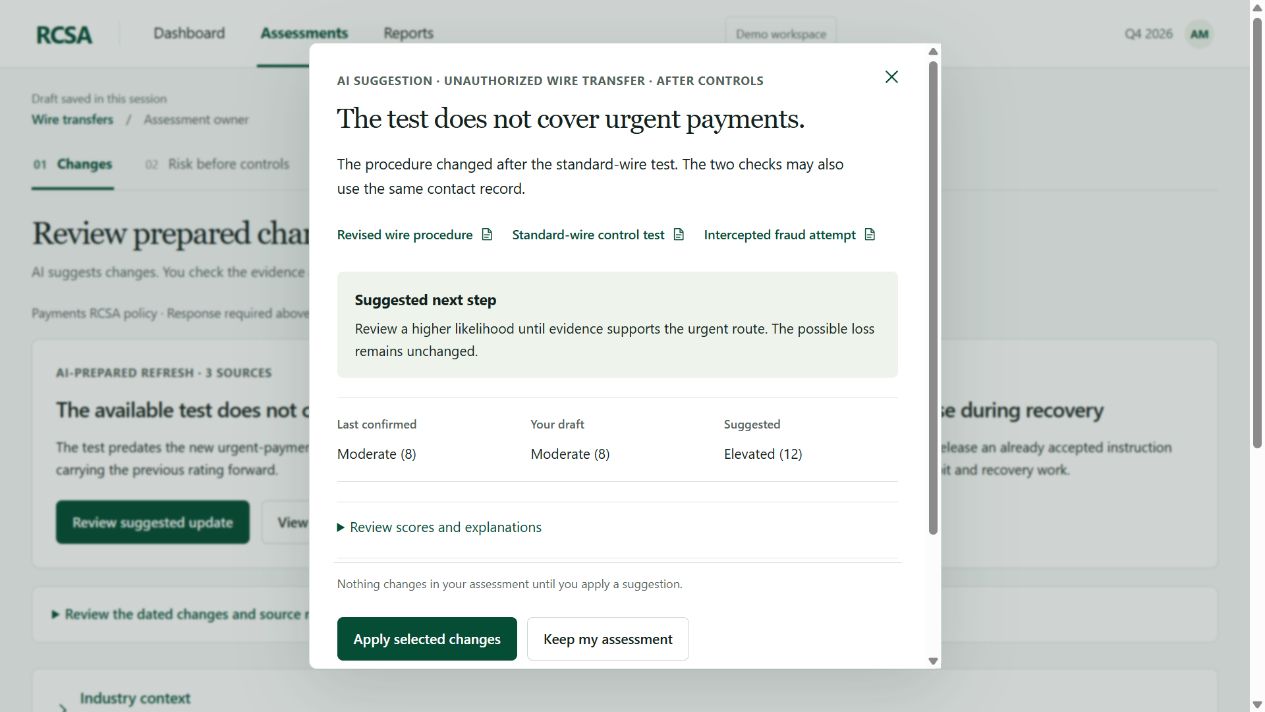 RCSA
Dashboard
Assessments
Reports
Demo workspace
Q4 2026
AM
Draft saved in this session
Wire transfers / Assessment owner
01 Changes
02 Risk before controls
Review prepared
AI suggests changes. You check the evidence
Payments RCSA policy · Response required above
AI-PREPARED REFRESH · 3 SOURCES
The available test does not
The test predates the new
carrying the previous rating forward.
Review suggested update
View
Review the dated changes and source
Industry context
during recovery
an already accepted instruction
and recovery work.
AI SUGGESTION · UNAUTHORIZED WIRE TRANSFER · AFTER CONTROLS
The test does not cover urgent payments.
The procedure changed after the standard-wire test. The two checks may also
use the same contact record.
Revised wire procedure
Standard-wire control test
Intercepted fraud attempt
Suggested next step
Review a higher likelihood until evidence supports the urgent route. The possible loss
remains unchanged.
Last confirmed
Your draft
Suggested
Moderate (8)
Moderate (8)
Elevated (12)
Review scores and explanations
Nothing changes in your assessment until you apply a suggestion.
Apply selected changes
Keep my assessment